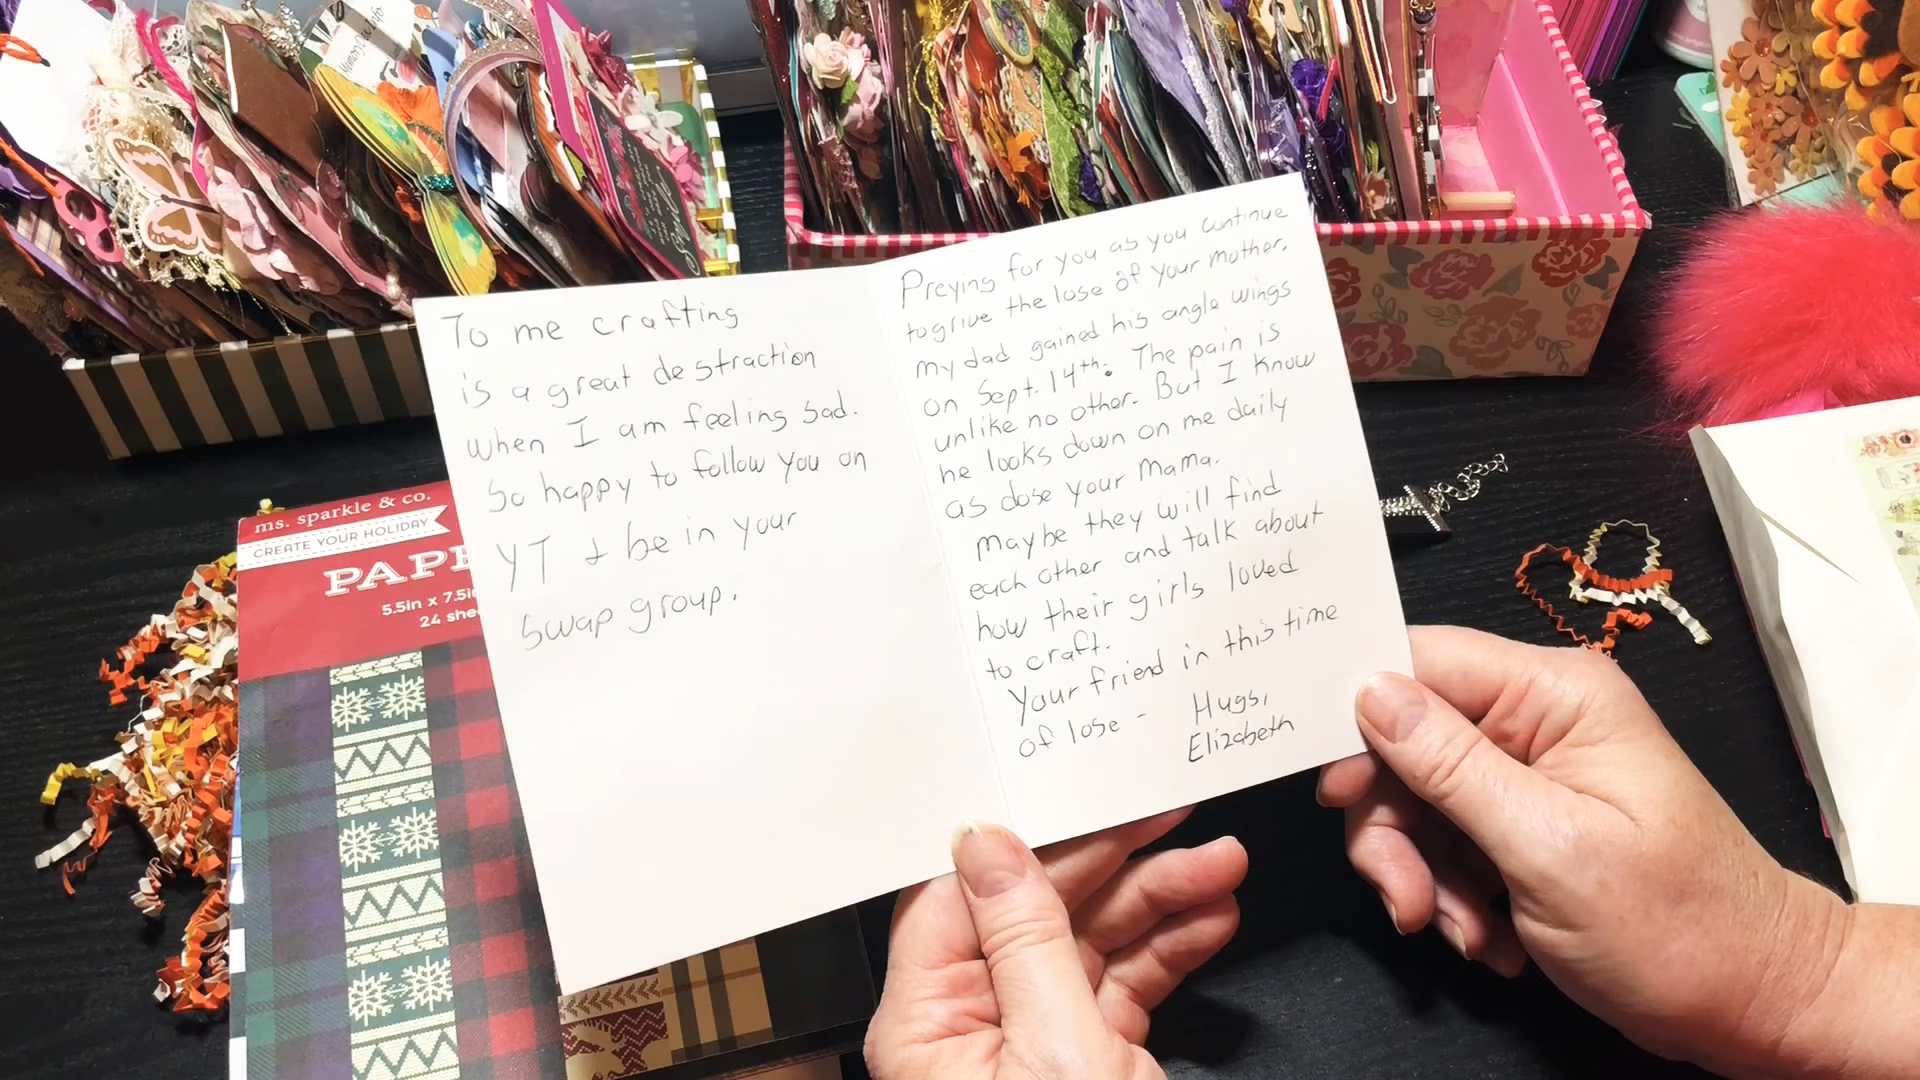 To me crafting
is a great destraction
when I am feeling sad.
So happy to follow you on
YT & be in your
swap group.
Preying for you as you continue
to grive the lose of your mother.
my dad gained his angle wings
on Sept. 14th. The pain is
unlike no other. But I know
he looks down on me daily
as dose your Mama.
Maybe they will find
each other and talk about
how their girls loved
to craft.
Your friend in this time
of lose -
Hugs,
Elizabeth
ms. sparkle & co.
CREATE YOUR HOLIDAY
PAP
5.5in x 7.5i
24 she